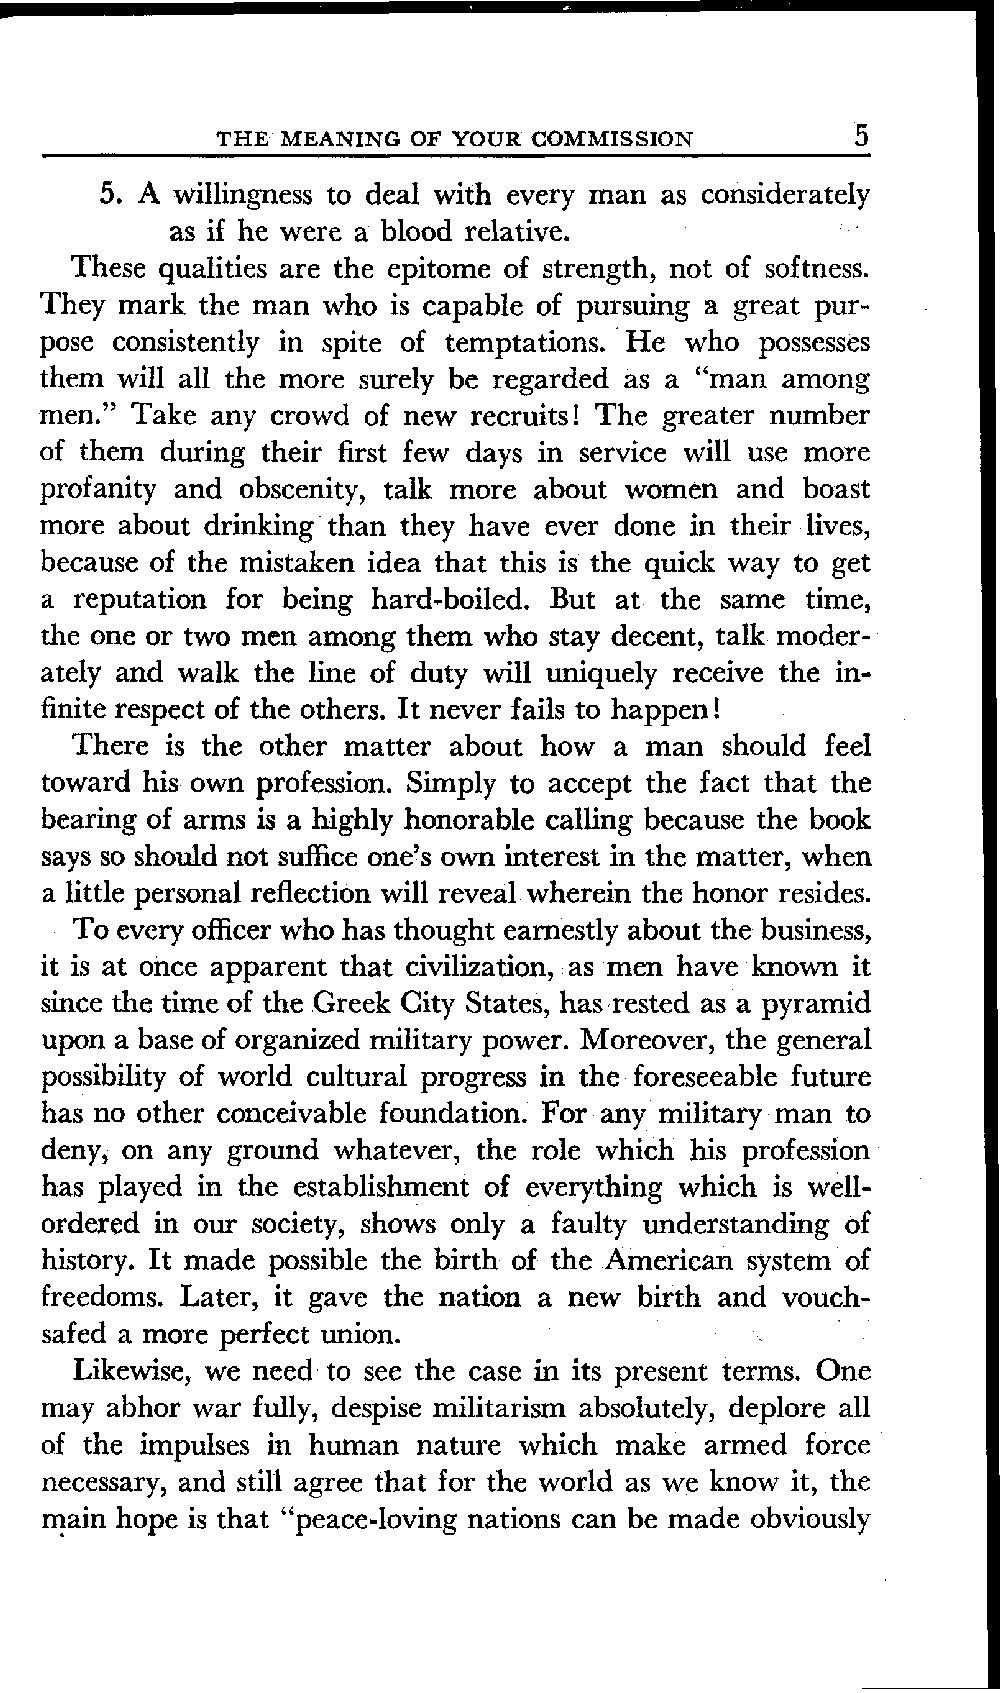 THE MEANING OF YOUR COMMISSION 5
5. A willingness to deal with every man as considerately
as if he were a blood relative.
These qualities are the epitome of strength, not of softness.
They mark the man who is capable of pursuing a great pur-
pose consistently in spite of temptations. He who possesses
them will all the more surely be regarded as a “man among
men.” Take any crowd of new recruits! The greater number
of them during their first few days in service will use more
profanity and obscenity, talk more about women and boast
more about drinking than they have ever done in their lives,
because of the mistaken idea that this is the quick way to get
a reputation for being hard-boiled. But at the same time,
the one or two men among them who stay decent, talk moder-
ately and walk the line of duty will uniquely receive the in-
finite respect of the others. It never fails to happen!
There is the other matter about how a man should feel
toward his own profession. Simply to accept the fact that the
bearing of arms is a highly honorable calling because the book
says so should not suffice one’s own interest in the matter, when
a little personal reflection will reveal wherein the honor resides.
To every officer who has thought earnestly about the business,
it is at once apparent that civilization, as men have known it
since the time of the Greek City States, has rested as a pyramid
upon a base of organized military power. Moreover, the general
possibility of world cultural progress in the foreseeable future
has no other conceivable foundation. For any military man to
deny, on any ground whatever, the role which his profession
has played in the establishment of everything which is well-
ordered in our society, shows only a faulty understanding of
history. It made possible the birth of the American system of
freedoms. Later, it gave the nation a new birth and vouch-
safed a more perfect union.
Likewise, we need to see the case in its present terms. One
may abhor war fully, despise militarism absolutely, deplore all
of the impulses in human nature which make armed force
necessary, and still agree that for the world as we know it, the
main hope is that “peace-loving nations can be made obviously